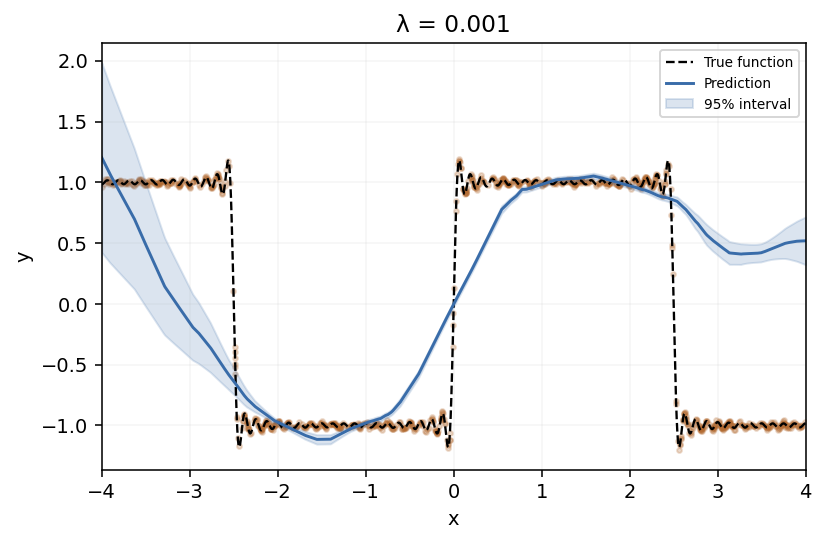 λ = 0.001
True function
Prediction
95% interval
2.0
1.5
1.0
0.5
0.0
−0.5
−1.0
y
−4 −3 −2 −1 0 1 2 3 4
x